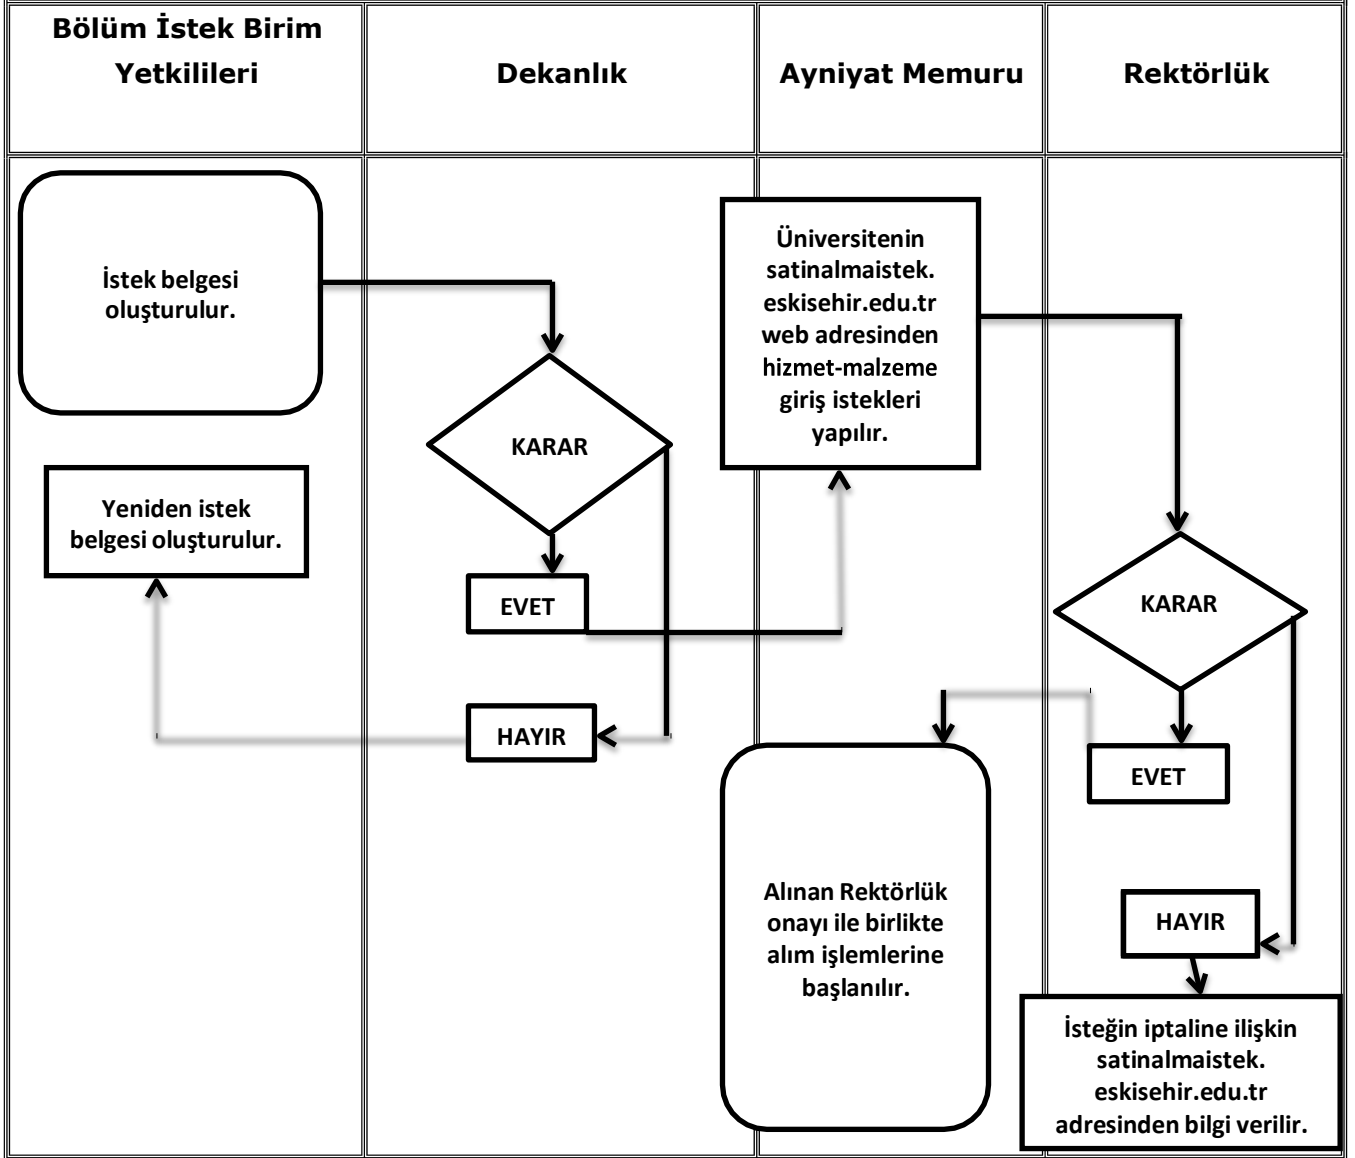 Bölüm İstek Birim
Yetkilileri
Dekanlık
Ayniyat Memuru
Rektörlük
İstek belgesi
oluşturulur.
Yeniden istek
belgesi oluşturulur.
KARAR
EVET
HAYIR
Üniversitenin
satinalmaistek.
eskisehir.edu.tr
web adresinden
hizmet-malzeme
giriş istekleri
yapılır.
Alınan Rektörlük
onayı ile birlikte
alım işlemlerine
başlanılır.
KARAR
EVET
HAYIR
İsteğin iptaline ilişkin
satinalmaistek.
eskisehir.edu.tr
adresinden bilgi verilir.